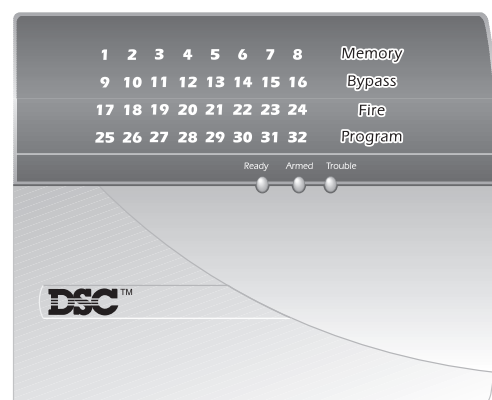 1 2 3 4 5 6 7 8 Memory
9 10 11 12 13 14 15 16 Bypass
17 18 19 20 21 22 23 24 Fire
25 26 27 28 29 30 31 32 Program
Ready Armed Trouble
DSC™